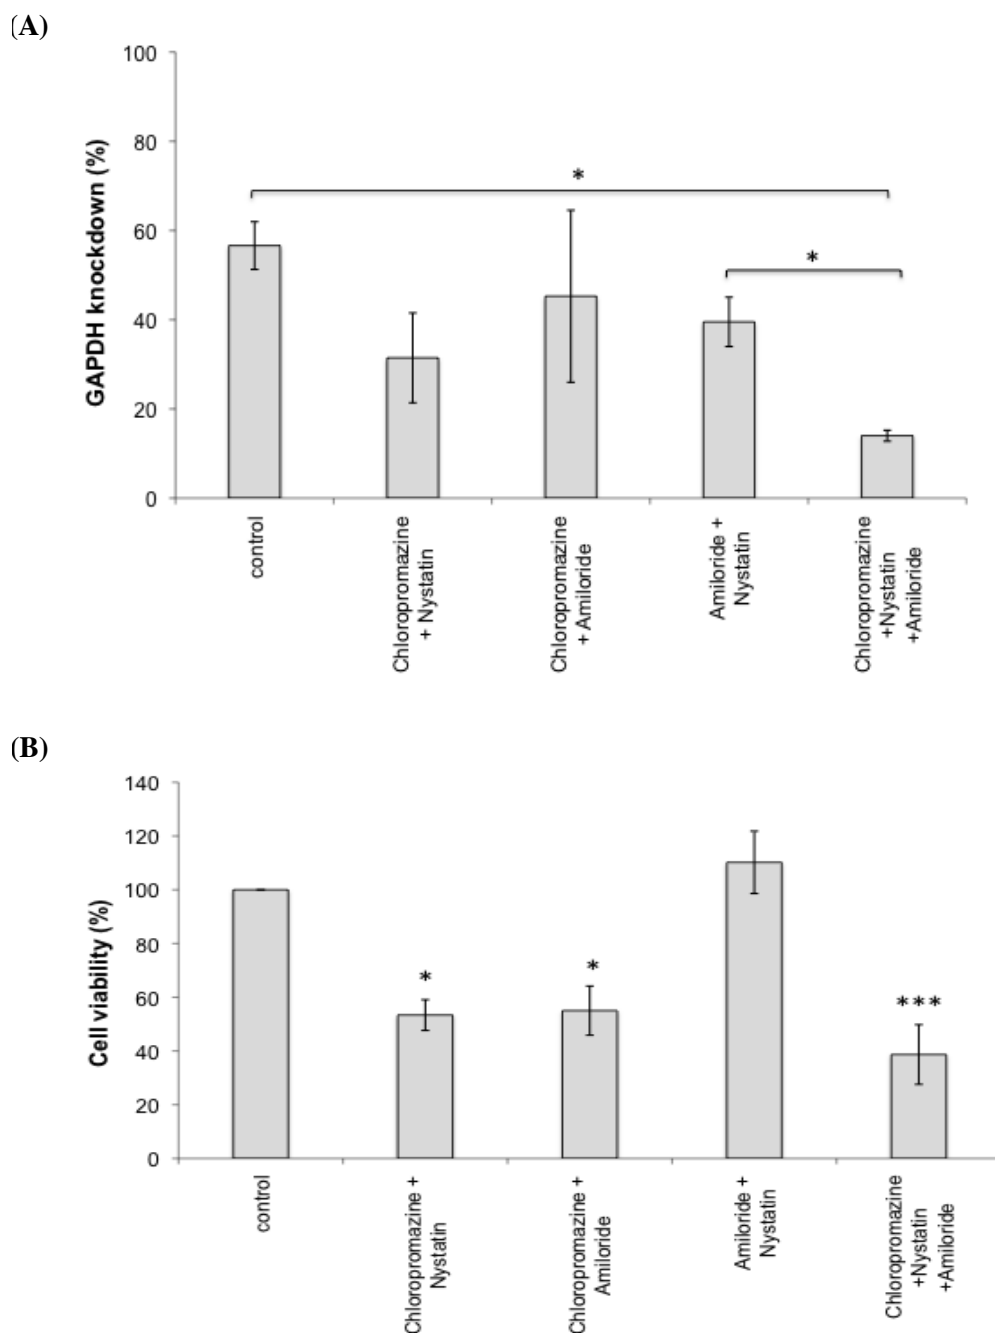 (A)
100
80
60
40
20
0
GAPDH knockdown (%)
*
*
control
Chloropromazine
+ Nystatin
Chloropromazine
+ Amiloride
Amiloride +
Nystatin
Chloropromazine
+Nystatin
+Amiloride
(B)
140
120
100
80
60
40
20
0
Cell viability (%)
*
*
***
control
Chloropromazine +
Nystatin
Chloropromazine +
Amiloride
Amiloride +
Nystatin
Chloropromazine
+Nystatin
+Amiloride